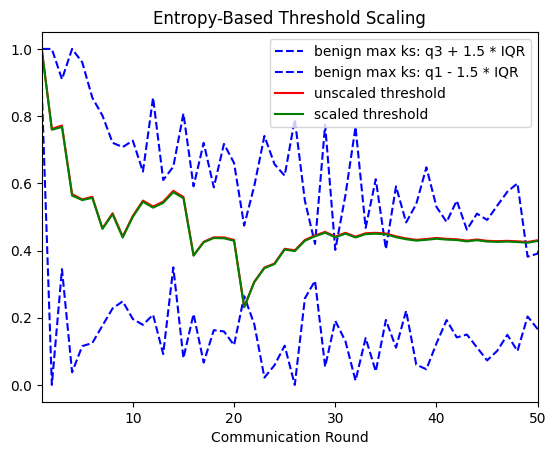 Entropy-Based Threshold Scaling
benign max ks: q3 + 1.5 * IQR
benign max ks: q1 - 1.5 * IQR
unscaled threshold
scaled threshold
1.0
0.8
0.6
0.4
0.2
0.0
10 20 30 40 50
Communication Round